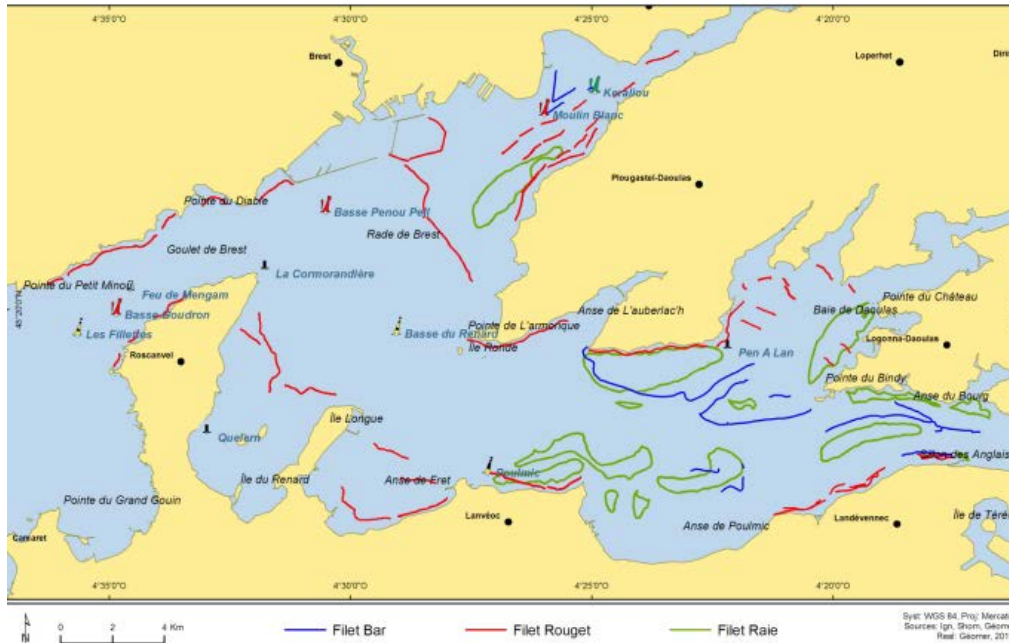 4°35'0"O 4°30'0"O 4°25'0"O 4°20'0"O
Brest
Loperhet
Keraliou
Moulin Blanc
Plougastel-Daoulas
Pointe du Diable
Basse Penou Pell
Rade de Brest
Goulet de Brest
La Cormorandière
Pointe du Petit Minou
Feu de Mengam
Pointe du Château
Anse de L'auberlac'h
Baie de Daoulas
Basse Goudron
Les Fillettes
Basse du Renard
Pointe de L'armorique
Logonna-Daoulas
Île Ronde
Pen A Lan
Roscanvel
Pointe du Bindy
Anse du Bourg
Île Longue
Quélern
Sillon des Anglais
Poulmic
Anse de Fret
Île du Renard
Pointe du Grand Gouin
Lanvéoc
Anse de Poulmic
Landévennec
Camaret
4°35'0"O 4°30'0"O 4°25'0"O 4°20'0"O
N
0 2 4 Km
Filet Bar
Filet Rouget
Filet Raie
Syst: WGS 84, Proj: Mercat
Sources: Ign, Shom, Géom
Real: Géomer, 201